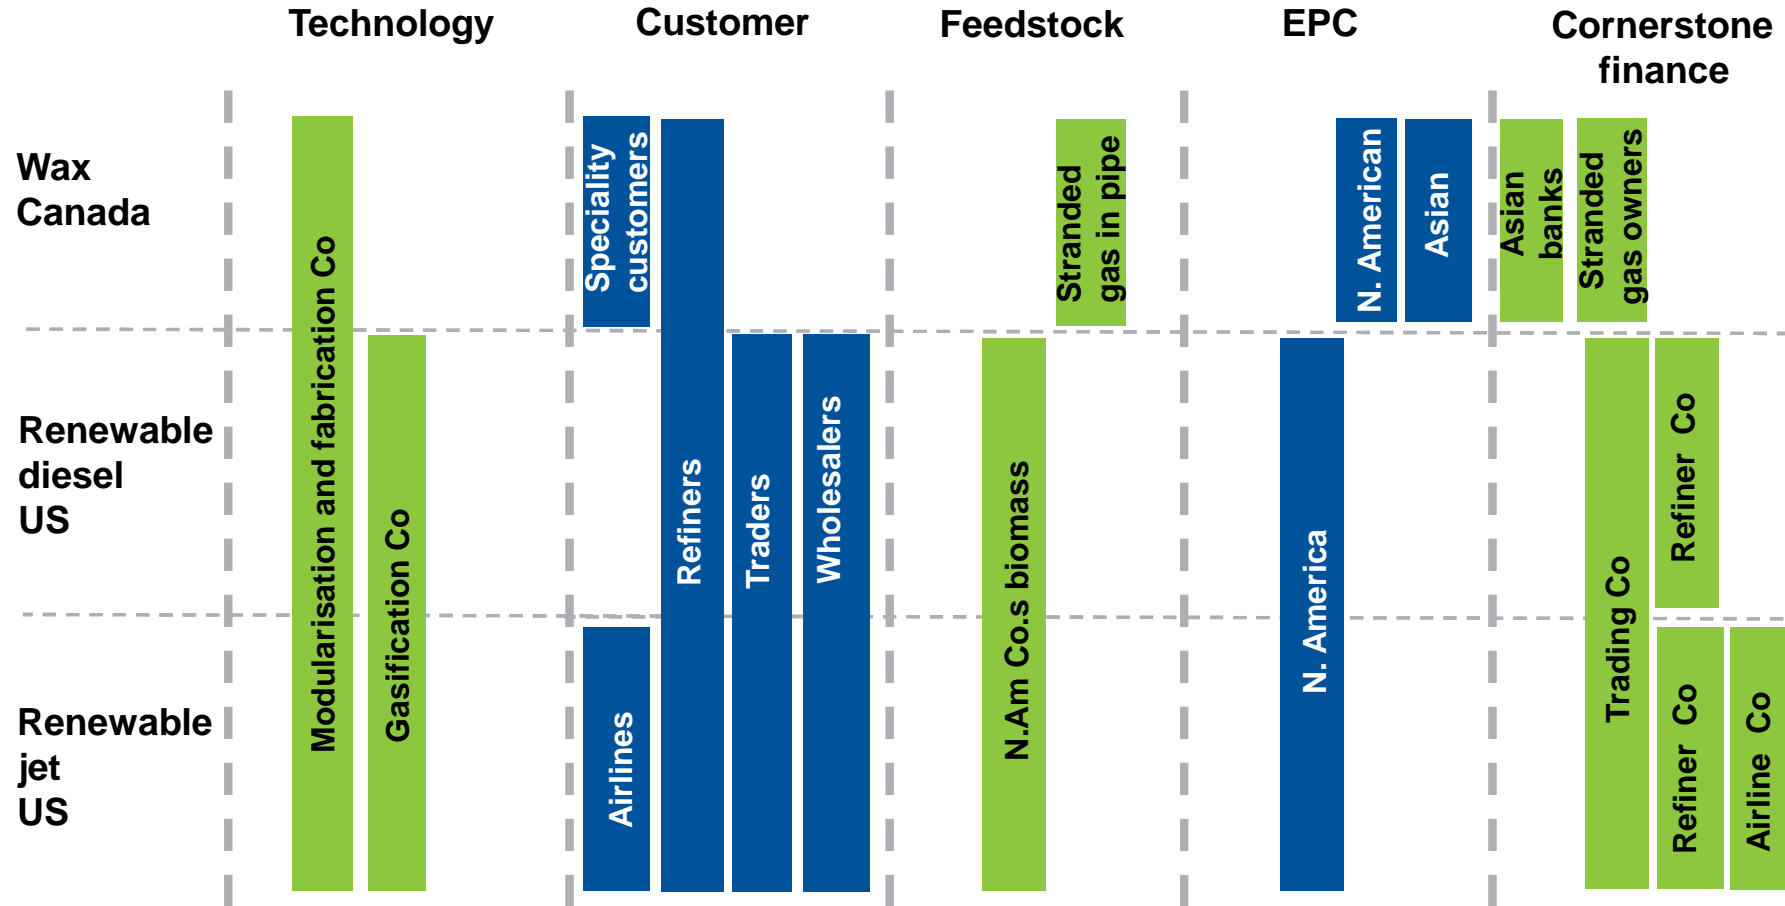 Technology
Customer
Feedstock
EPC
Cornerstone
finance
Wax
Canada
Renewable
diesel
US
Renewable
jet
US
Modularisation and fabrication Co
Gasification Co
Speciality
customers
Refiners
Traders
Wholesalers
Airlines
Stranded
gas in pipe
N.Am Co.s biomass
N. American
Asian
N. America
Asian
banks
Stranded
gas owners
Trading Co
Refiner Co
Refiner Co
Airline Co